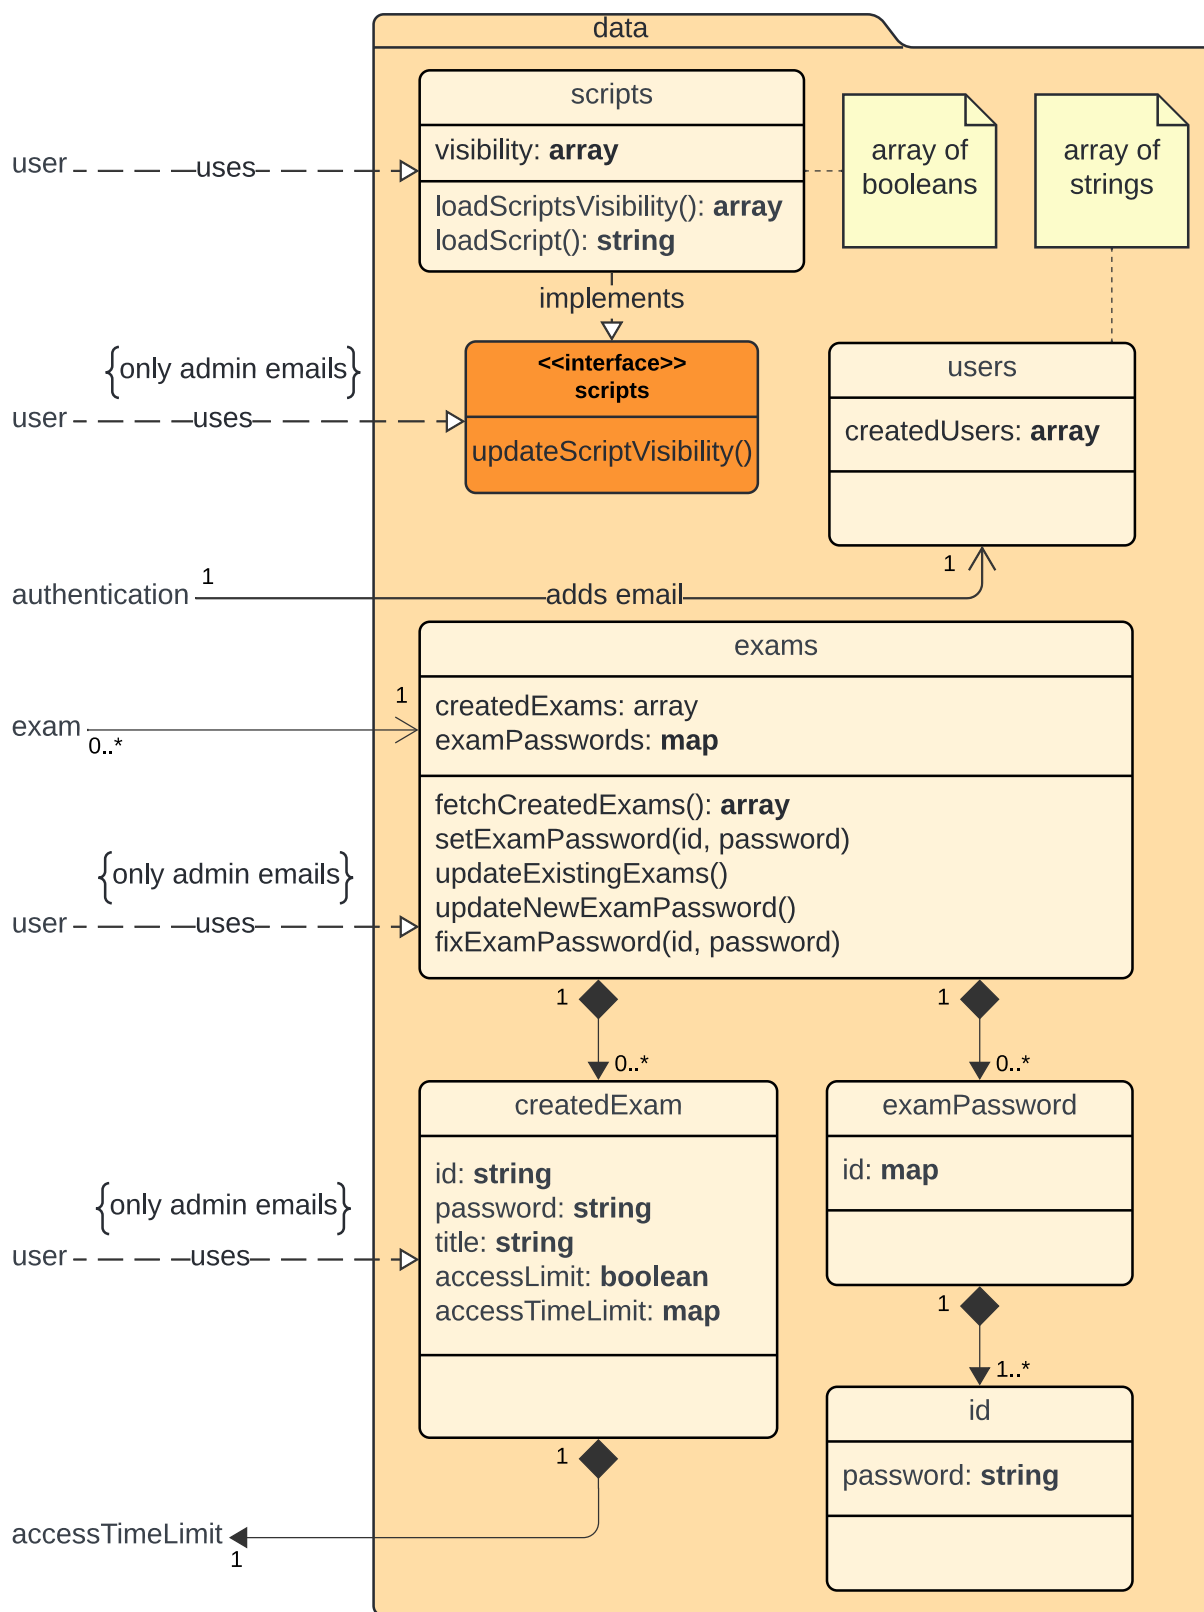 data
scripts
visibility: array
loadScriptsVisibility(): array
loadScript(): string
array of
booleans
array of
strings
user
uses
implements
{only admin emails}
<<interface>>
scripts
updateScriptVisibility()
user
uses
users
createdUsers: array
authentication
1
adds email
1
exams
createdExams: array
examPasswords: map
fetchCreatedExams(): array
setExamPassword(id, password)
updateExistingExams()
updateNewExamPassword()
fixExamPassword(id, password)
exam
0..*
1
{only admin emails}
user
uses
1
0..*
1
0..*
createdExam
id: string
password: string
title: string
accessLimit: boolean
accessTimeLimit: map
examPassword
id: map
{only admin emails}
user
uses
1
1..*
id
password: string
1
accessTimeLimit
1